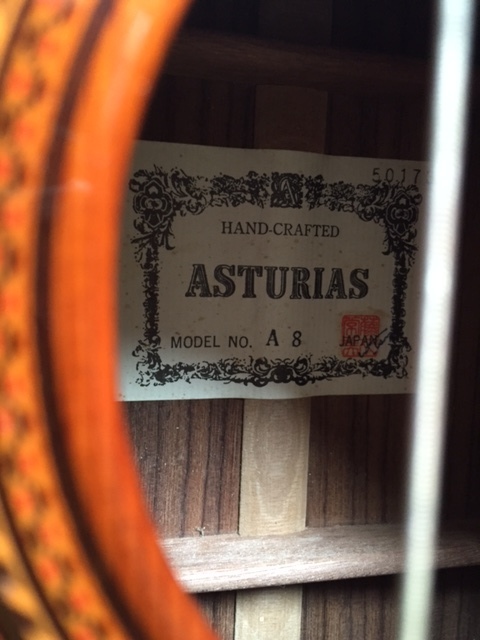 5017
HAND-CRAFTED
ASTURIAS
MODEL NO. A 8 JAPAN